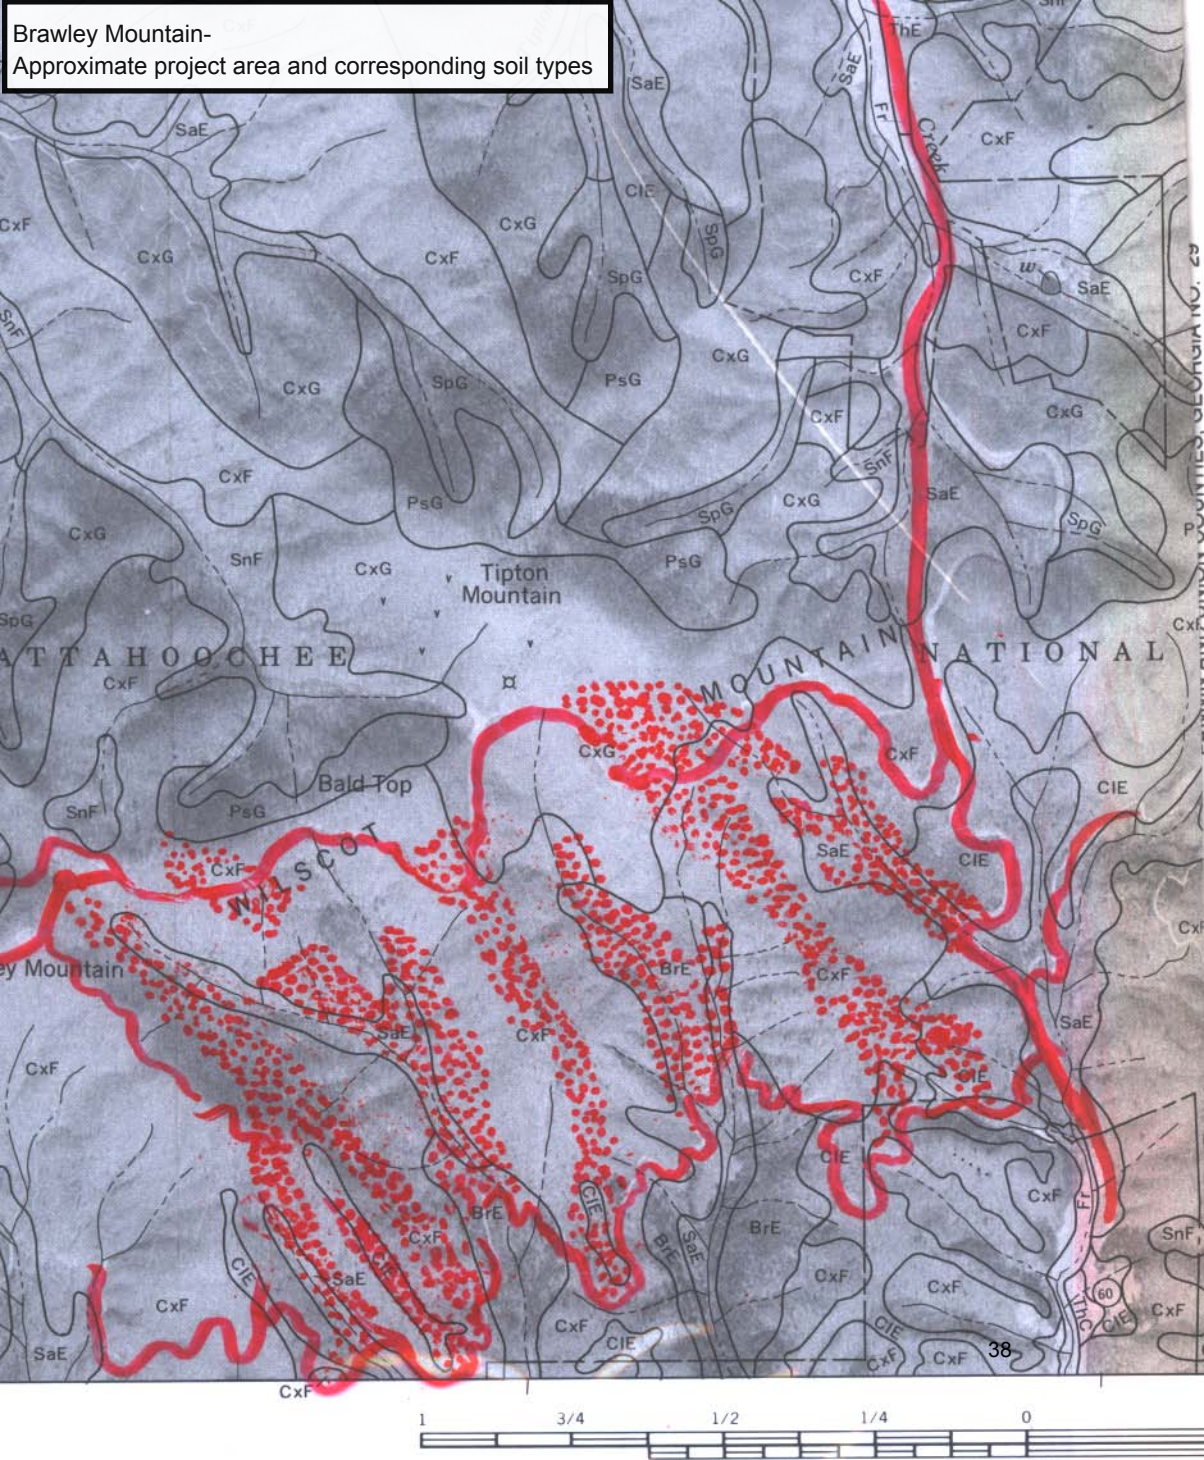 Brawley Mountain-
Approximate project area and corresponding soil types
ThE
SaE
SaE
Fr
Creek
CxF
SaE
ClE
CxF
CxG
SpG
CxG
CxF
SpG
CxF
w
SaE
SnF
CxF
CxG
PsG
CxG
SpG
CxG
CxF
CxF
SnF
PsG
SpG
CxG
SaE
SpG
CxG
SnF
CxG
Tipton
Mountain
PsG
SpG
ATTAHOOCHEE
MOUNTAIN
NATIONAL
CxF
CxG
CxF
Bald Top
ClE
SnF
PsG
WILSCOT
SaE
ClE
CxF
ey Mountain
BrE
CxF
SaE
CxF
SaE
CxF
ClE
ClE
CxF
Fr
ClE
BrE
CxF
BrE
SaE
BrE
SnF
ClE
SaE
ClE
CxF
CxF
60
CxF
CxF
ThC
ClE
CxF
SaE
CxF
ClE
ClE
CxF
CxF
38
CxF
1 3/4 1/2 1/4 0